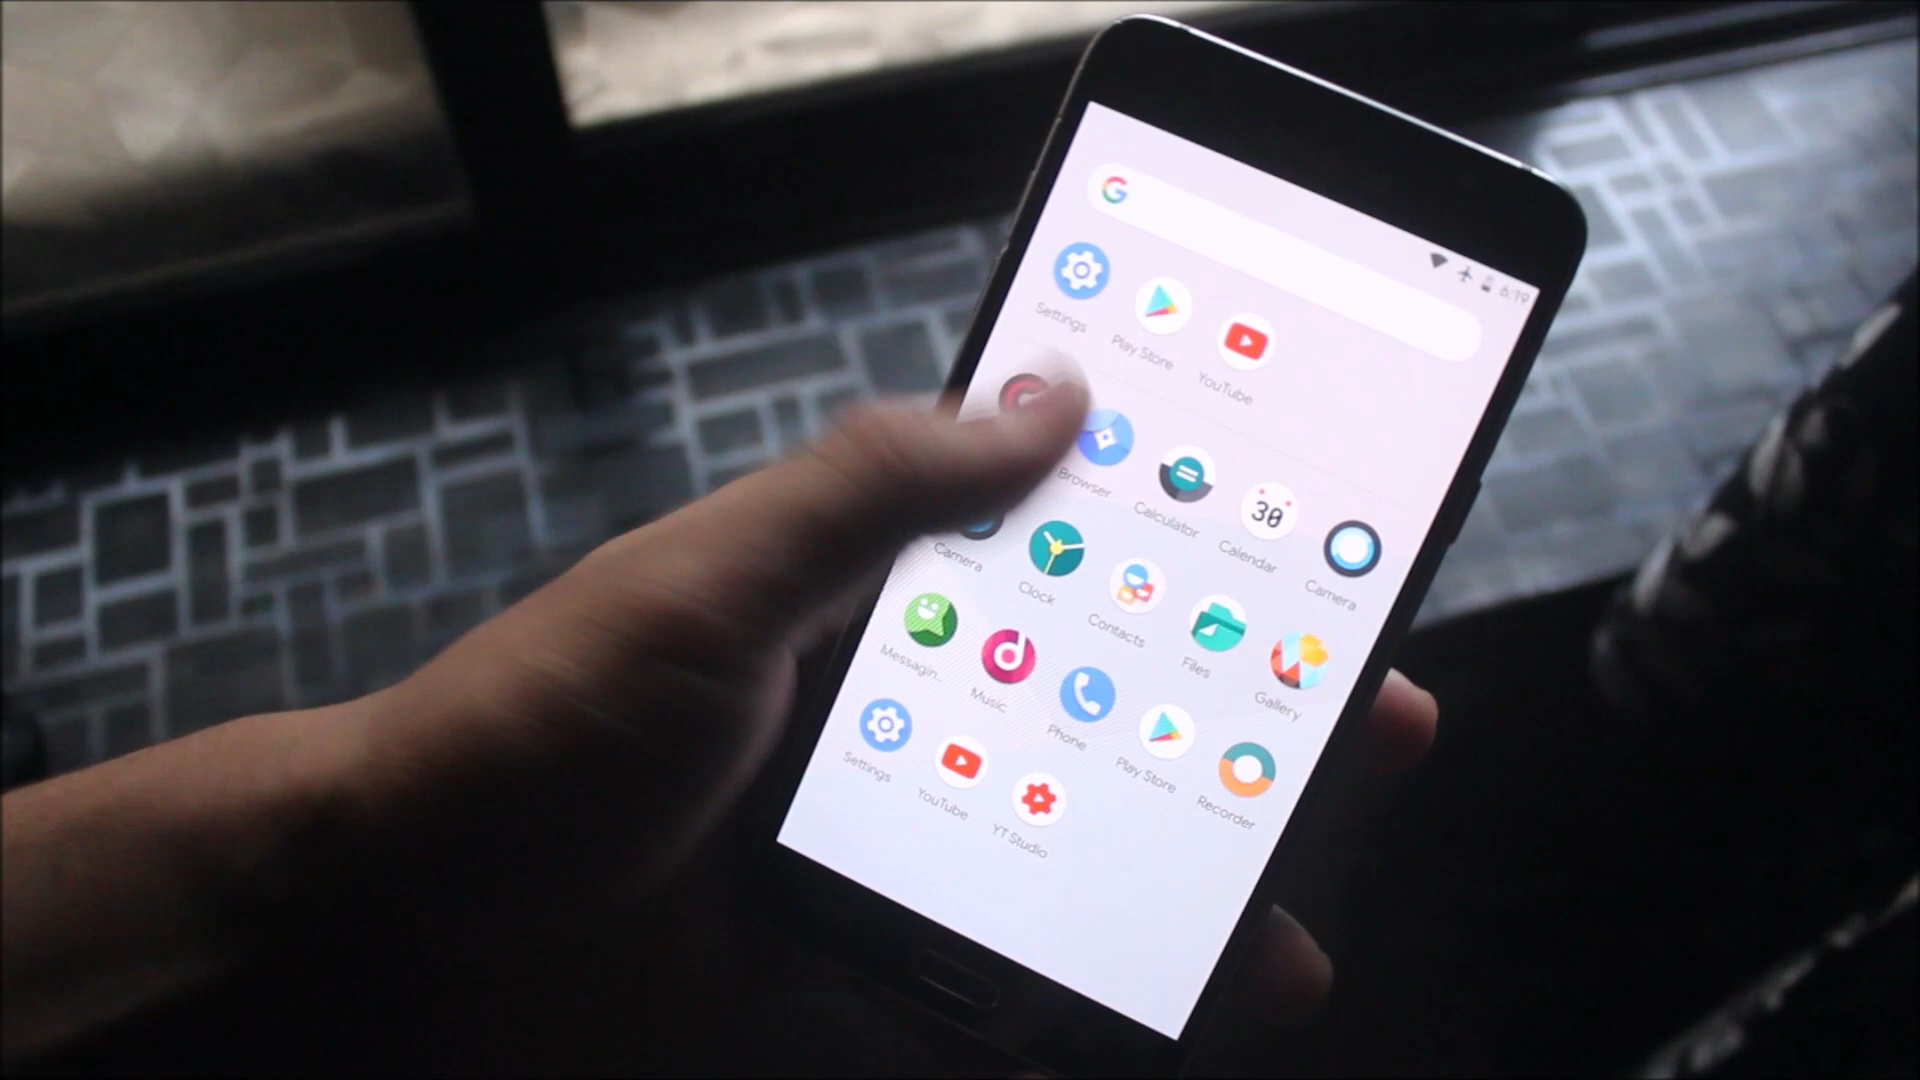 6:19
G
Settings
Play Store
YouTube
Browser
Calculator
30
Calendar
Camera
Camera
Clock
Contacts
Files
Gallery
Messagin..
Music
Phone
Play Store
Recorder
Settings
YouTube
YT Studio